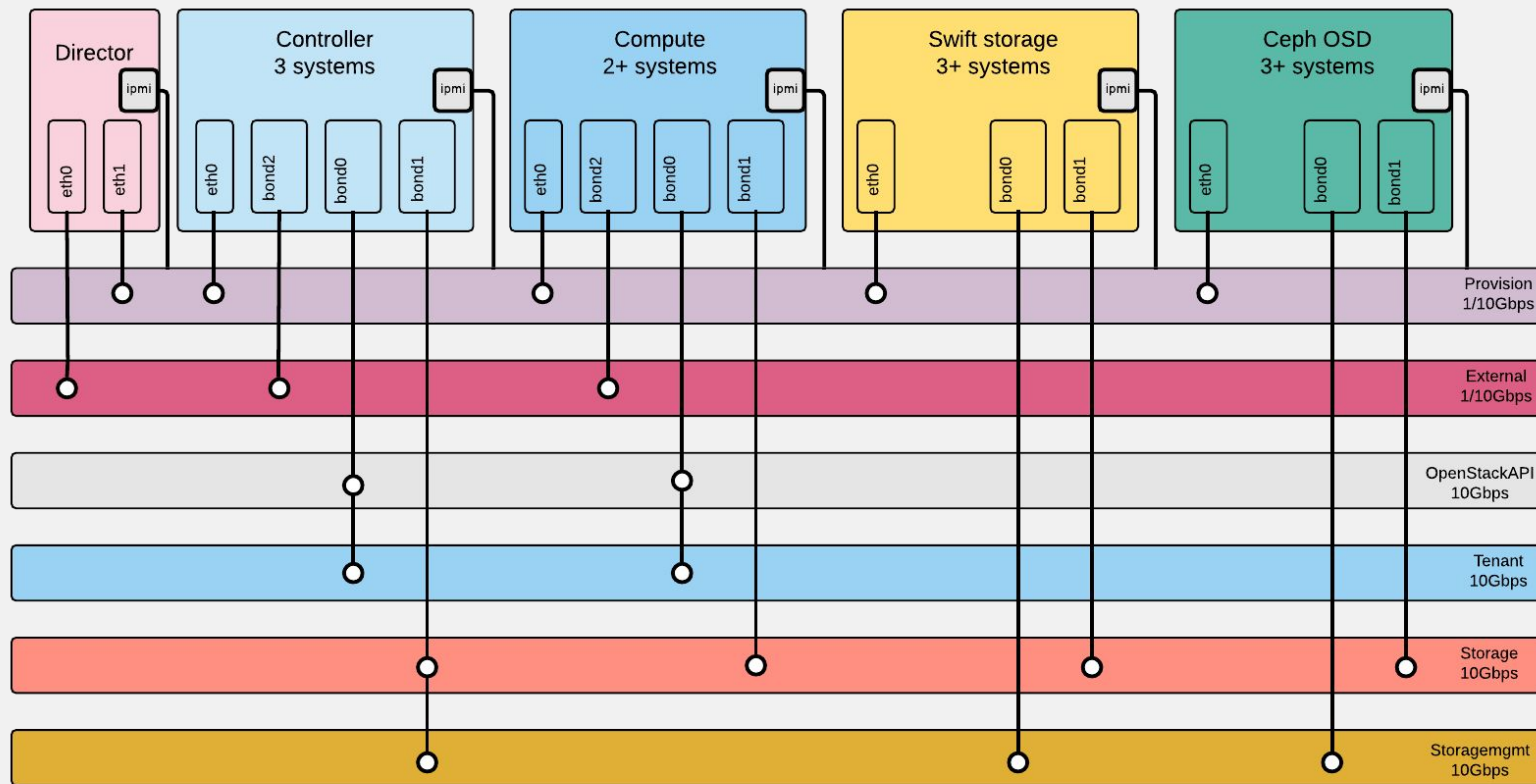 Director
ipmi
eth0
eth1
Controller
3 systems
ipmi
eth0
bond2
bond0
bond1
Compute
2+ systems
ipmi
eth0
bond2
bond0
bond1
Swift storage
3+ systems
ipmi
eth0
bond0
bond1
Ceph OSD
3+ systems
ipmi
eth0
bond0
bond1
Provision
1/10Gbps
External
1/10Gbps
OpenStackAPI
10Gbps
Tenant
10Gbps
Storage
10Gbps
Storagemgmt
10Gbps